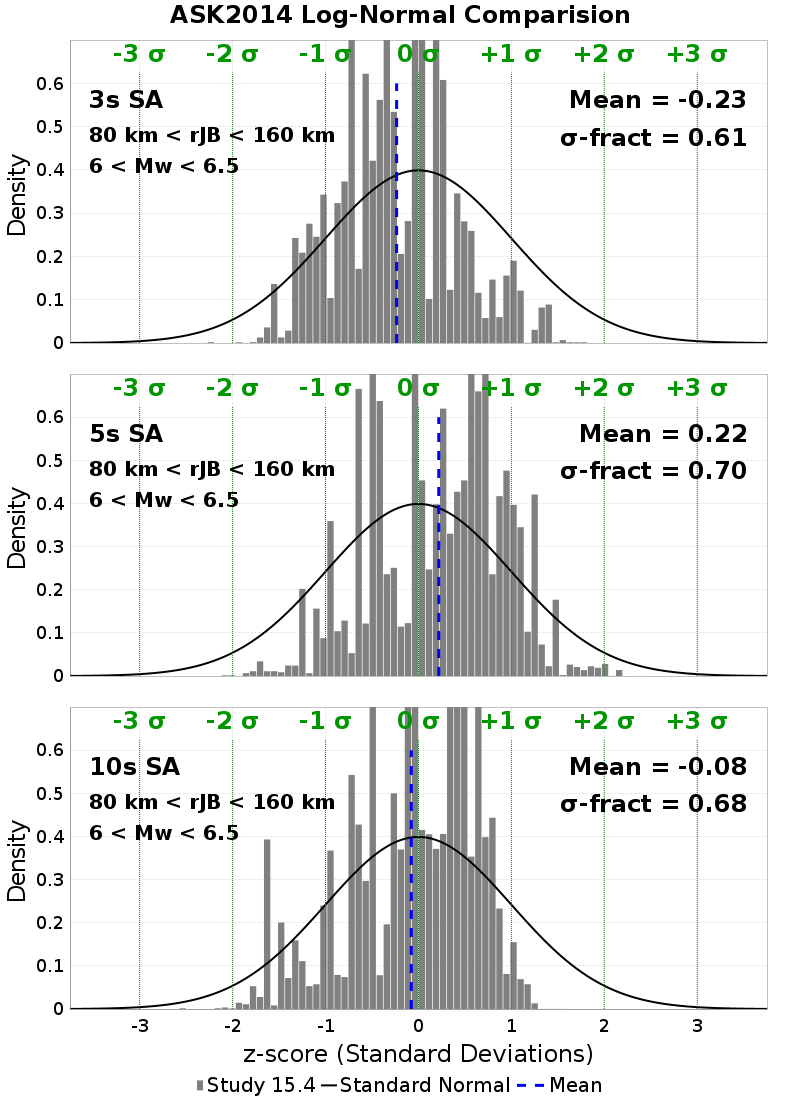 ASK2014 Log-Normal Comparision
-3 σ -2 σ -1 σ 0 σ +1 σ +2 σ +3 σ
0.6
3s SA
Mean = -0.23
0.5
80 km < rJB < 160 km
σ-fract = 0.61
6 < Mw < 6.5
0.4
Density
0.3
0.2
0.1
0
-3 σ -2 σ -1 σ 0 σ +1 σ +2 σ +3 σ
0.6
5s SA
Mean = 0.22
0.5
80 km < rJB < 160 km
σ-fract = 0.70
6 < Mw < 6.5
0.4
Density
0.3
0.2
0.1
0
-3 σ -2 σ -1 σ 0 σ +1 σ +2 σ +3 σ
0.6
10s SA
Mean = -0.08
0.5
80 km < rJB < 160 km
σ-fract = 0.68
6 < Mw < 6.5
0.4
Density
0.3
0.2
0.1
0
-3 -2 -1 0 1 2 3
z-score (Standard Deviations)
Study 15.4 Standard Normal Mean